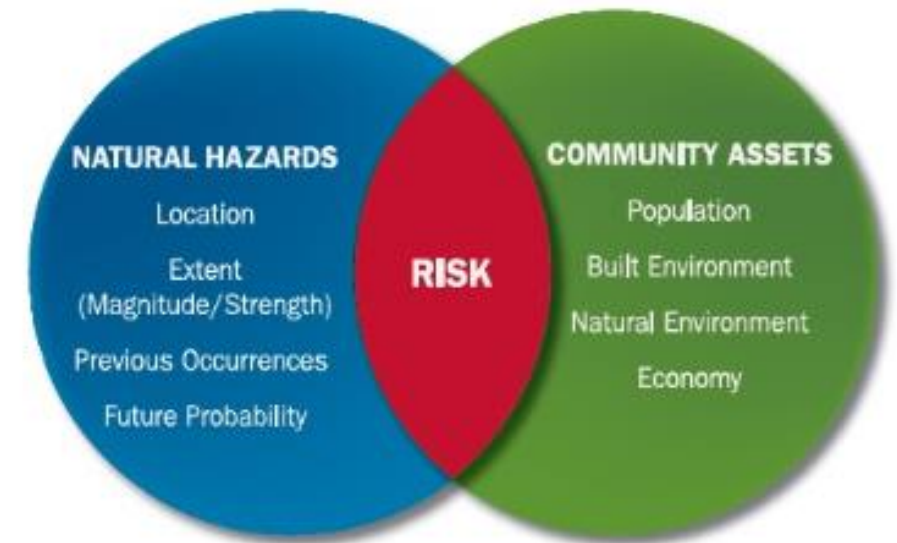 NATURAL HAZARDS
Location
Extent
(Magnitude/Strength)
Previous Occurrences
Future Probability
RISK
COMMUNITY ASSETS
Population
Built Environment
Natural Environment
Economy